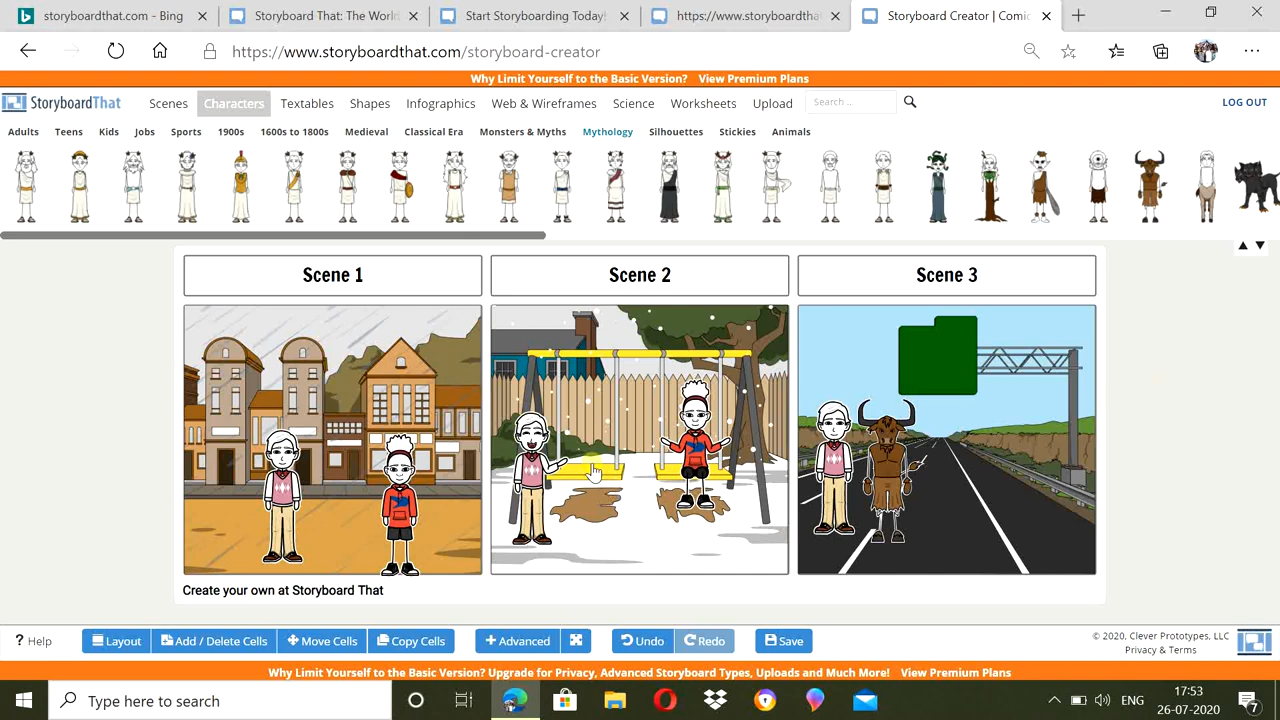 storyboardthat.com - Bing
Storyboard That: The World'
Start Storyboarding Today!
https://www.storyboardthat
Storyboard Creator | Comic
https://www.storyboardthat.com/storyboard-creator
Why Limit Yourself to the Basic Version? View Premium Plans
StoryboardThat Scenes Characters Textables Shapes Infographics Web & Wireframes Science Worksheets Upload Search .. LOG OUT
Adults Teens Kids Jobs Sports 1900s 1600s to 1800s Medieval Classical Era Monsters & Myths Mythology Silhouettes Stickies Animals
Scene 1 Scene 2 Scene 3
Create your own at Storyboard That
? Help Layout Add / Delete Cells Move Cells Copy Cells Advanced Undo Redo Save
© 2020, Clever Prototypes, LLC
Privacy & Terms
Why Limit Yourself to the Basic Version? Upgrade for Privacy, Advanced Storyboard Types, Uploads and Much More! View Premium Plans
Type here to search
ENG
17:53
26-07-2020
7